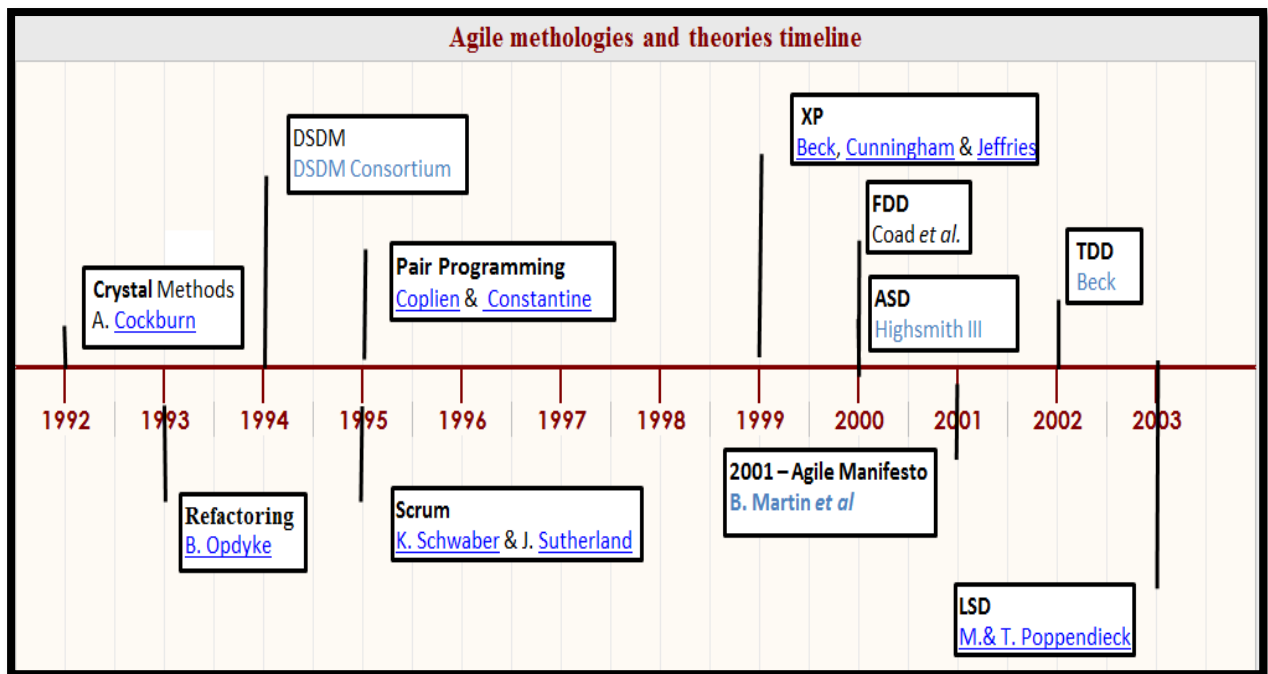 Agile methologies and theories timeline
XP
Beck, Cunningham & Jeffries
DSDM
DSDM Consortium
FDD
Coad et al.
Pair Programming
Coplien & Constantine
TDD
Beck
Crystal Methods
A. Cockburn
ASD
Highsmith III
1992 1993 1994 1995 1996 1997 1998 1999 2000 2001 2002 2003
2001 – Agile Manifesto
B. Martin et al
Refactoring
B. Opdyke
Scrum
K. Schwaber & J. Sutherland
LSD
M.& T. Poppendieck